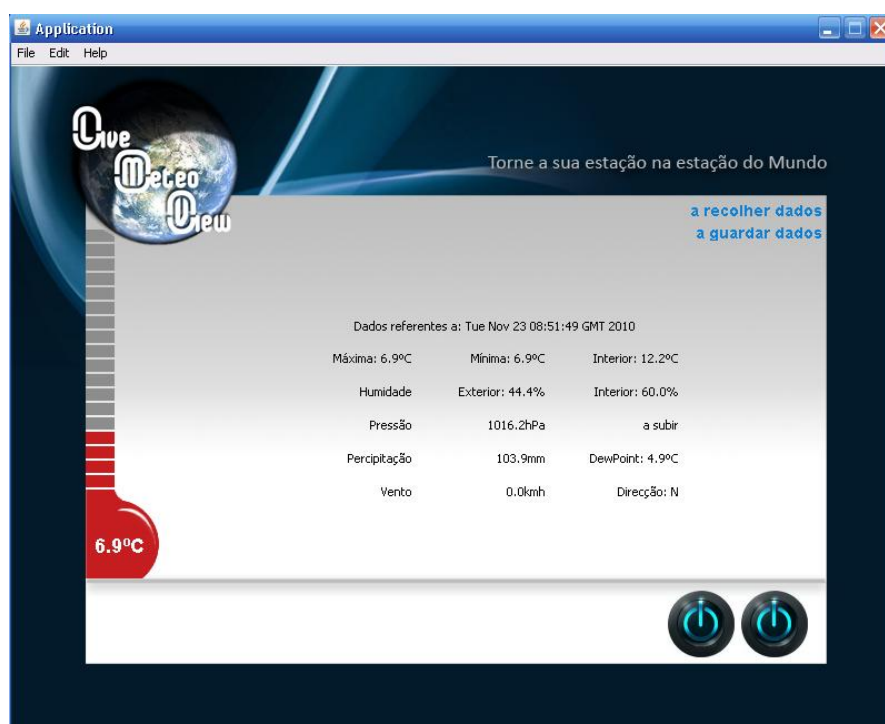 Application
File Edit Help
Live
Meteo
View
Torne a sua estação na estação do Mundo
a recolher dados
a guardar dados
Dados referentes a: Tue Nov 23 08:51:49 GMT 2010
Máxima: 6.9ºC Mínima: 6.9ºC Interior: 12.2ºC
Humidade Exterior: 44.4% Interior: 60.0%
Pressão 1016.2hPa a subir
Percipitação 103.9mm DewPoint: 4.9ºC
Vento 0.0kmh Direcção: N
6.9ºC